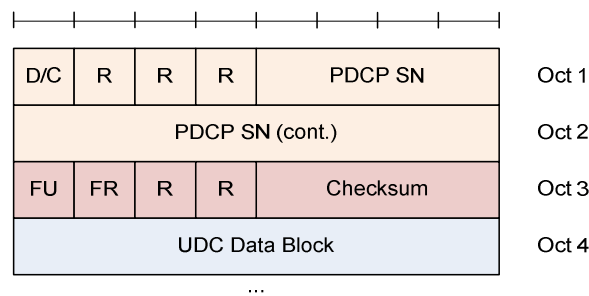 D/C R R R PDCP SN Oct 1
PDCP SN (cont.) Oct 2
FU FR R R Checksum Oct 3
UDC Data Block Oct 4
...